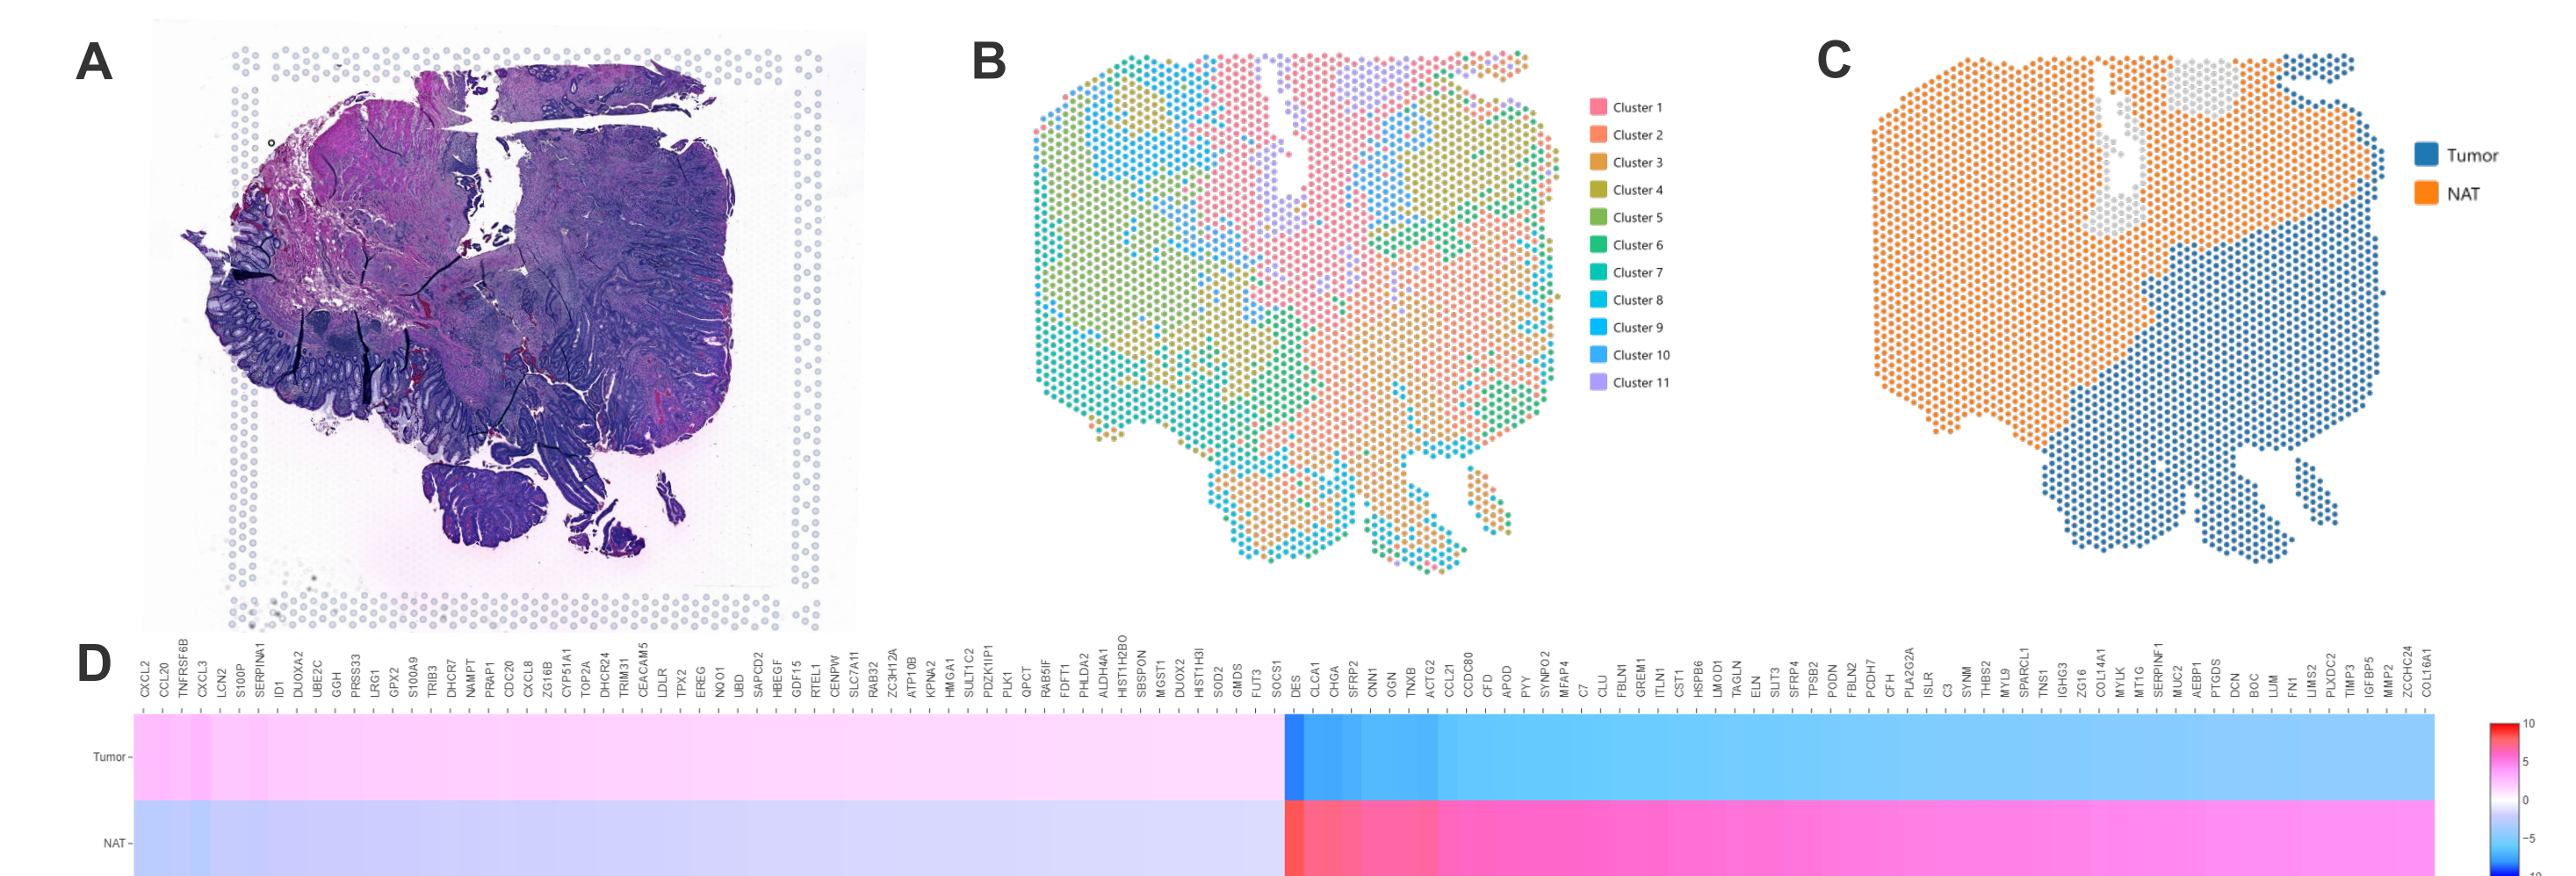 A
B
C
Cluster 1
Cluster 2
Cluster 3
Cluster 4
Cluster 5
Cluster 6
Cluster 7
Cluster 8
Cluster 9
Cluster 10
Cluster 11
Tumor
NAT
D
CXCL2
CCL20
TNFRSF6B
CXCL3
LCN2
S100P
SERPINA1
ID1
DUOXA2
UBE2C
GGH
PRSS33
LRG1
GPX2
S100A9
TRIB3
DHCR7
NAMPT
PRAP1
CDC20
CXCL8
ZG16B
CYP51A1
TOP2A
DHCR24
TRIM31
CEACAM5
LDLR
TPX2
EREG
NQO1
UBD
SAPCD2
HBEGF
GDF15
RTEL1
CENPW
SLC7A11
RAB32
ZC3H12A
ATP10B
KPNA2
HMGA1
SULT1C2
PDZK1IP1
PLK1
QPCT
RAB5IF
FDFT1
PHLDA2
ALDH4A1
HIST1H2BO
SBSPON
MGST1
DUOX2
HIST1H3I
SOD2
GMDS
FUT3
SOCS1
DES
CLCA1
CHGA
SFRP2
CNN1
OGN
TNXB
ACTG2
CCL21
CCDC80
CFD
APOD
PYY
SYNPO2
MFAP4
C7
CLU
FBLN1
GREM1
ITLN1
CST1
HSPB6
LMOD1
TAGLN
ELN
SLIT3
SFRP4
TPSB2
PODN
FBLN2
PCDH7
CFH
PLA2G2A
ISLR
C3
SYNM
THBS2
MYL9
SPARCL1
TNS1
IGHG3
ZG16
COL14A1
MYLK
MT1G
SERPINF1
MUC2
AEBP1
PTGDS
DCN
BOC
LUM
FN1
LIMS2
PLXDC2
TIMP3
IGFBP5
MMP2
ZCCHC24
COL16A1
Tumor
NAT
10
5
0
−5
−10